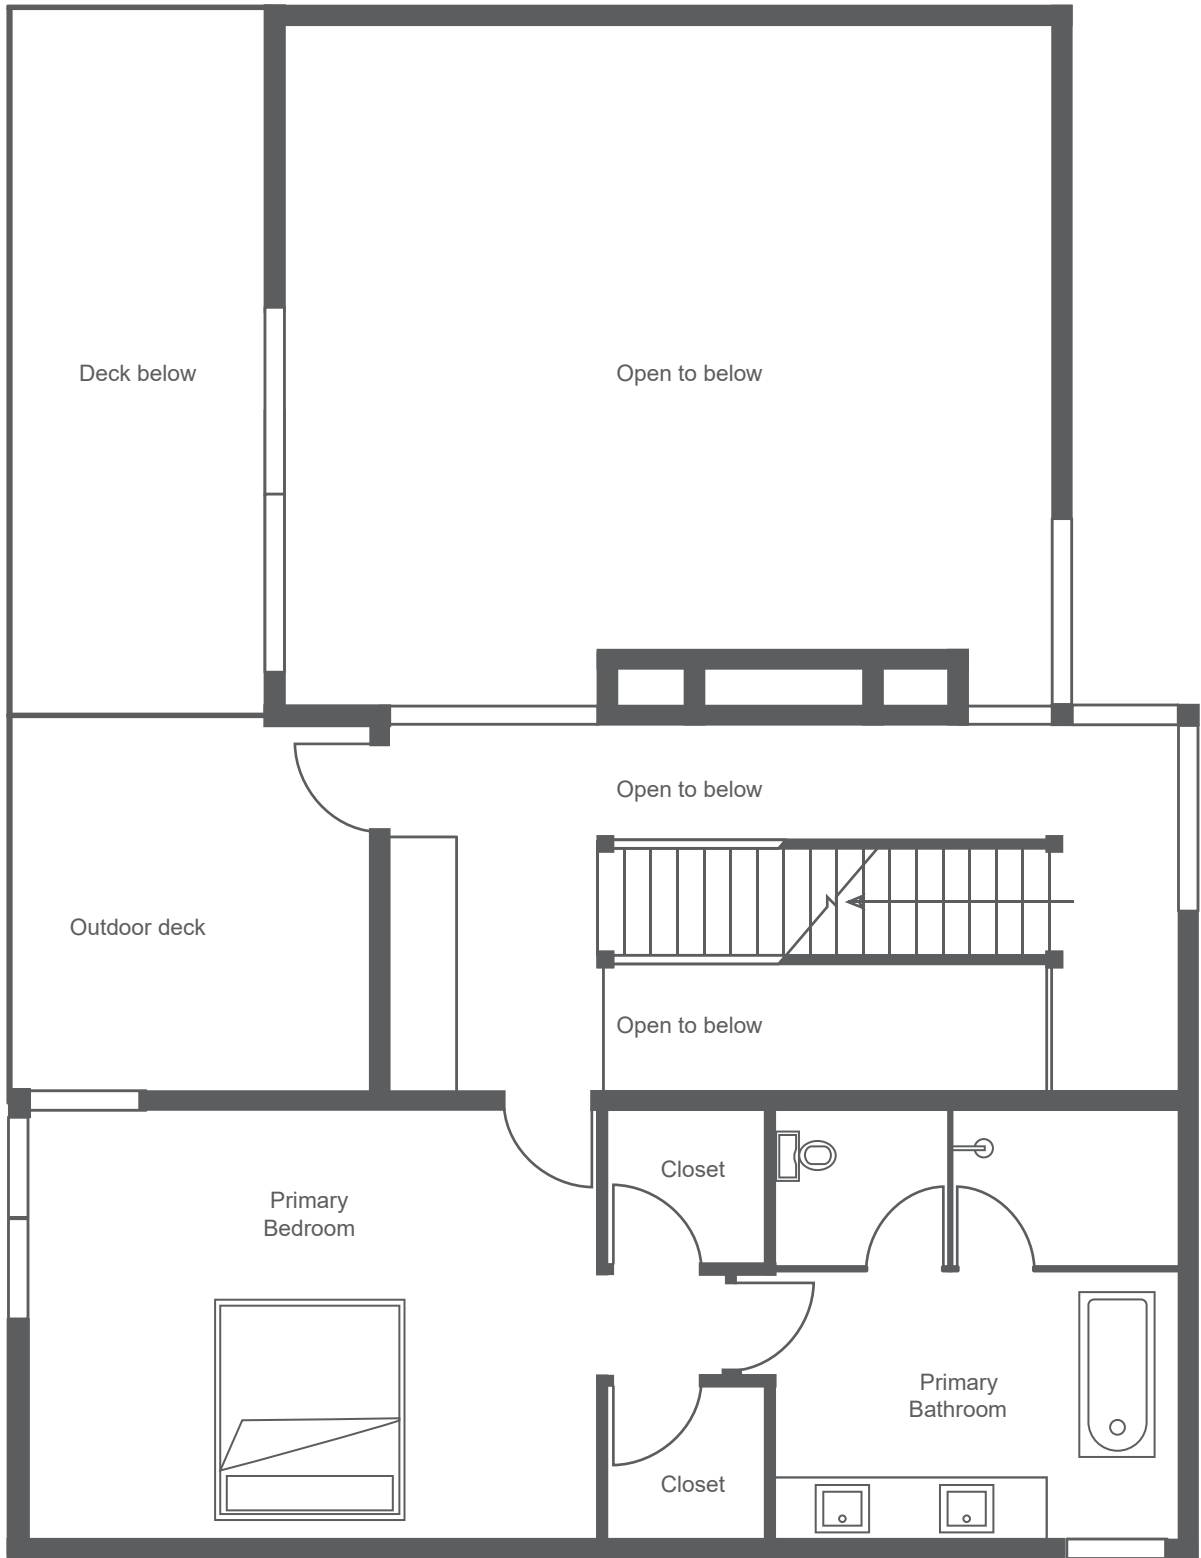 Deck below
Open to below
Open to below
Outdoor deck
Open to below
Closet
Primary
Bedroom
Primary
Bathroom
Closet